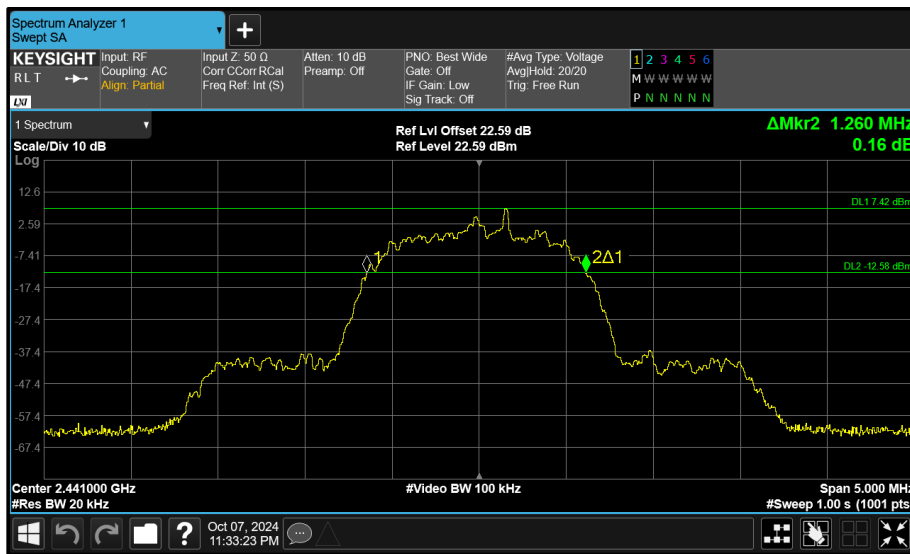 Spectrum Analyzer 1
Swept SA
KEYSIGHT
RLT
LXI
Input: RF
Coupling: AC
Align: Partial
Input Z: 50 Ω
Corr CCorr RCal
Freq Ref: Int (S)
Atten: 10 dB
Preamp: Off
PNO: Best Wide
Gate: Off
IF Gain: Low
Sig Track: Off
#Avg Type: Voltage
Avg|Hold: 20/20
Trig: Free Run
1 2 3 4 5 6
M W W W W W
P N N N N N
1 Spectrum
Scale/Div 10 dB
Log
Ref Lvl Offset 22.59 dB
Ref Level 22.59 dBm
ΔMkr2 1.260 MHz
0.16 dB
12.6
DL1 7.42 dBm
2.59
-7.41
1
2Δ1
DL2 -12.58 dBm
-17.4
-27.4
-37.4
-47.4
-57.4
-67.4
Center 2.441000 GHz
#Video BW 100 kHz
Span 5.000 MHz
#Res BW 20 kHz
#Sweep 1.00 s (1001 pts
?
Oct 07, 2024
11:33:23 PM